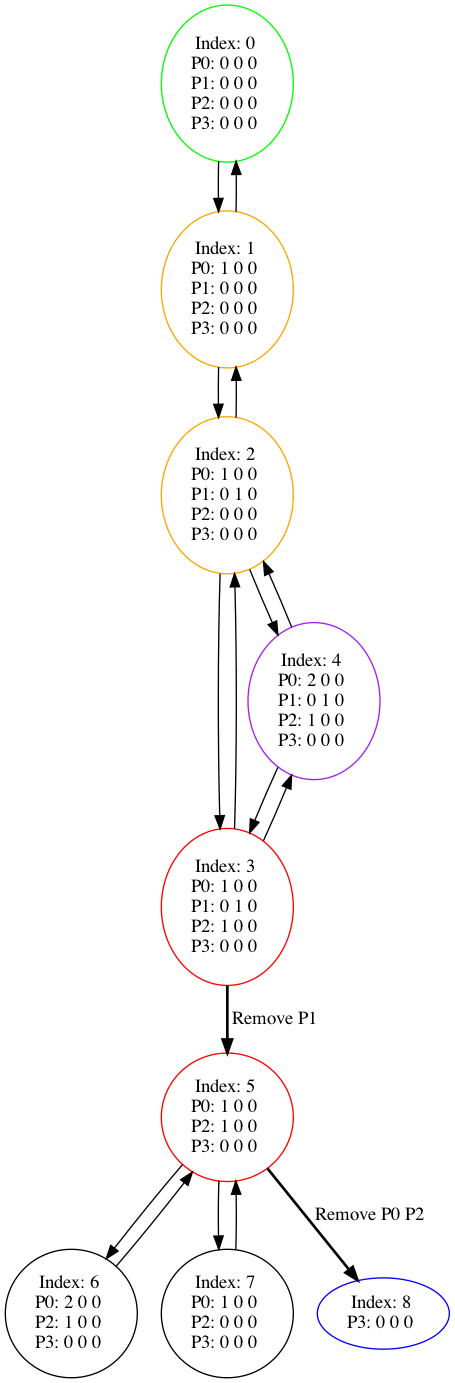 Index: 0
P0: 0 0 0
P1: 0 0 0
P2: 0 0 0
P3: 0 0 0
Index: 1
P0: 1 0 0
P1: 0 0 0
P2: 0 0 0
P3: 0 0 0
Index: 2
P0: 1 0 0
P1: 0 1 0
P2: 0 0 0
P3: 0 0 0
Index: 4
P0: 2 0 0
P1: 0 1 0
P2: 1 0 0
P3: 0 0 0
Index: 3
P0: 1 0 0
P1: 0 1 0
P2: 1 0 0
P3: 0 0 0
Remove P1
Index: 5
P0: 1 0 0
P2: 1 0 0
P3: 0 0 0
Remove P0 P2
Index: 6
P0: 2 0 0
P2: 1 0 0
P3: 0 0 0
Index: 7
P0: 1 0 0
P2: 0 0 0
P3: 0 0 0
Index: 8
P3: 0 0 0